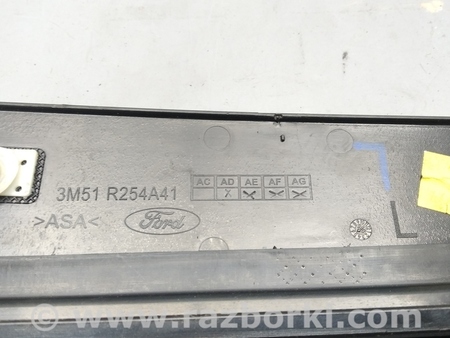 3M51 R254A41
AC AD AE AF AG
X X X X
>ASA<
Ford
L
www.razborki.com